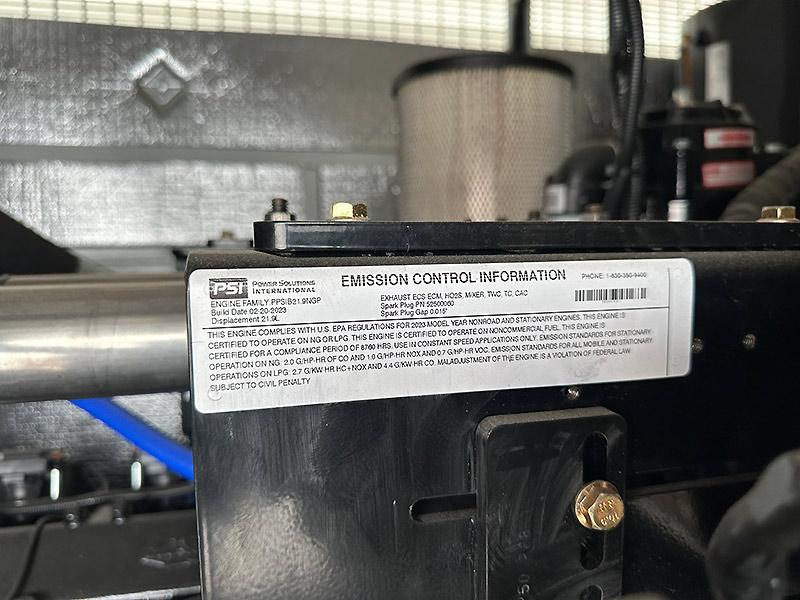 PSI POWER SOLUTIONS INTERNATIONAL
EMISSION CONTROL INFORMATION
PHONE: 1-630-350-9400
ENGINE FAMILY: PPSIB21.9NGP
Build Date:02-20-2023
Displacement:21.9L
EXHAUST ECS ECM, HO2S, MIXER, TWC, TC, CAC
Spark Plug PN 52500060
Spark Plug Gap 0.015"
THIS ENGINE COMPLIES WITH U.S. EPA REGULATIONS FOR 2023 MODEL YEAR NONROAD AND STATIONARY ENGINES. THIS ENGINE IS
CERTIFIED TO OPERATE ON NG OR LPG. THIS ENGINE IS CERTIFIED TO OPERATE ON NONCOMMERCIAL FUEL. THIS ENGINE IS
CERTIFIED FOR A COMPLIANCE PERIOD OF 8760 HRS, USE IN CONSTANT SPEED APPLICATIONS ONLY. EMISSION STANDARDS FOR STATIONARY
OPERATION ON NG: 2.0 G/HP-HR OF CO AND 1.0 G/HP-HR NOX AND 0.7 G/HP-HR VOC. EMISSION STANDARDS FOR ALL MOBILE AND STATIONARY
OPERATIONS ON LPG: 2.7 G/KW HR HC+NOX AND 4.4 G/KW HR CO. MALADJUSTMENT OF THE ENGINE IS A VIOLATION OF FEDERAL LAW
SUBJECT TO CIVIL PENALTY